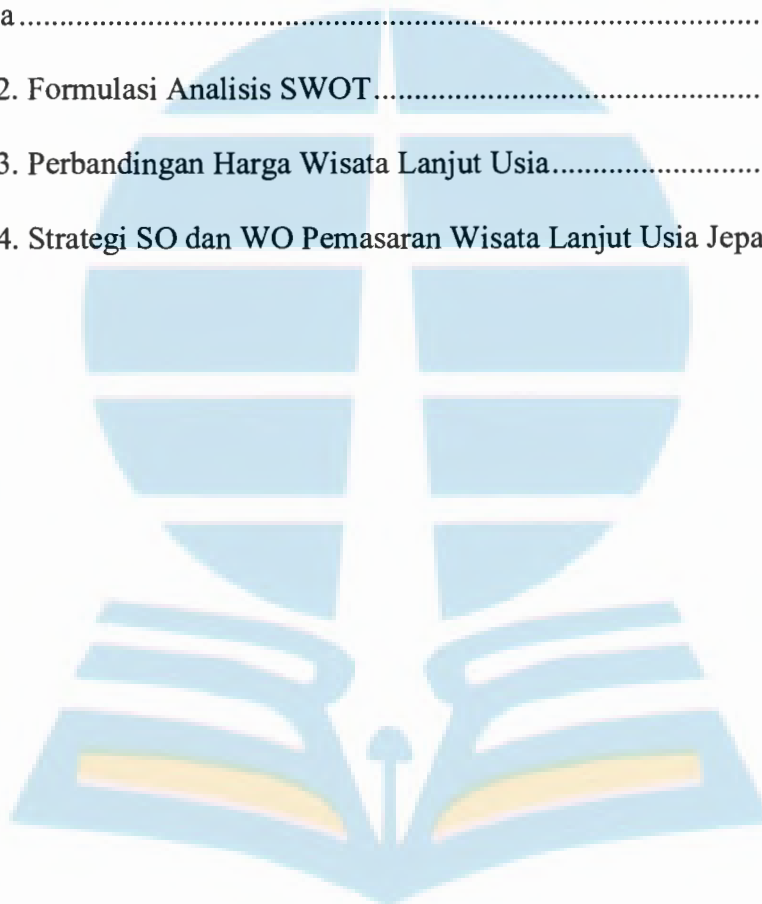 a........................................................................................................
2. Formulasi Analisis SWOT......................................................
3. Perbandingan Harga Wisata Lanjut Usia.............................
4. Strategi SO dan WO Pemasaran Wisata Lanjut Usia Jepa